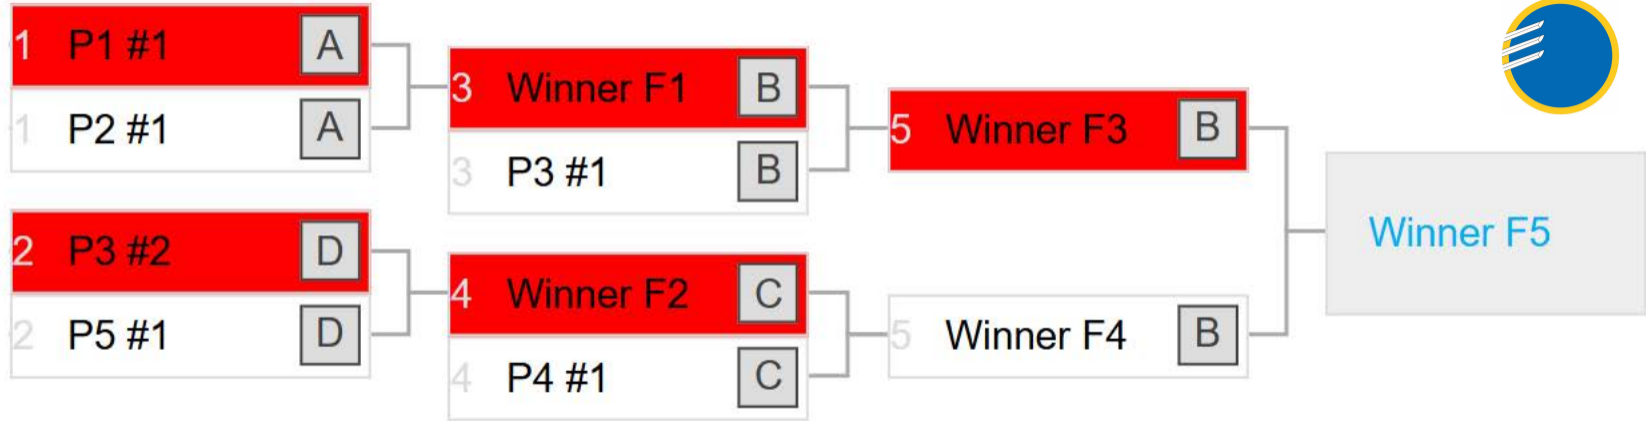 1 P1 #1 A
1 P2 #1 A
2 P3 #2 D
2 P5 #1 D
3 Winner F1 B
3 P3 #1 B
4 Winner F2 C
4 P4 #1 C
5 Winner F3 B
5 Winner F4 B
Winner F5